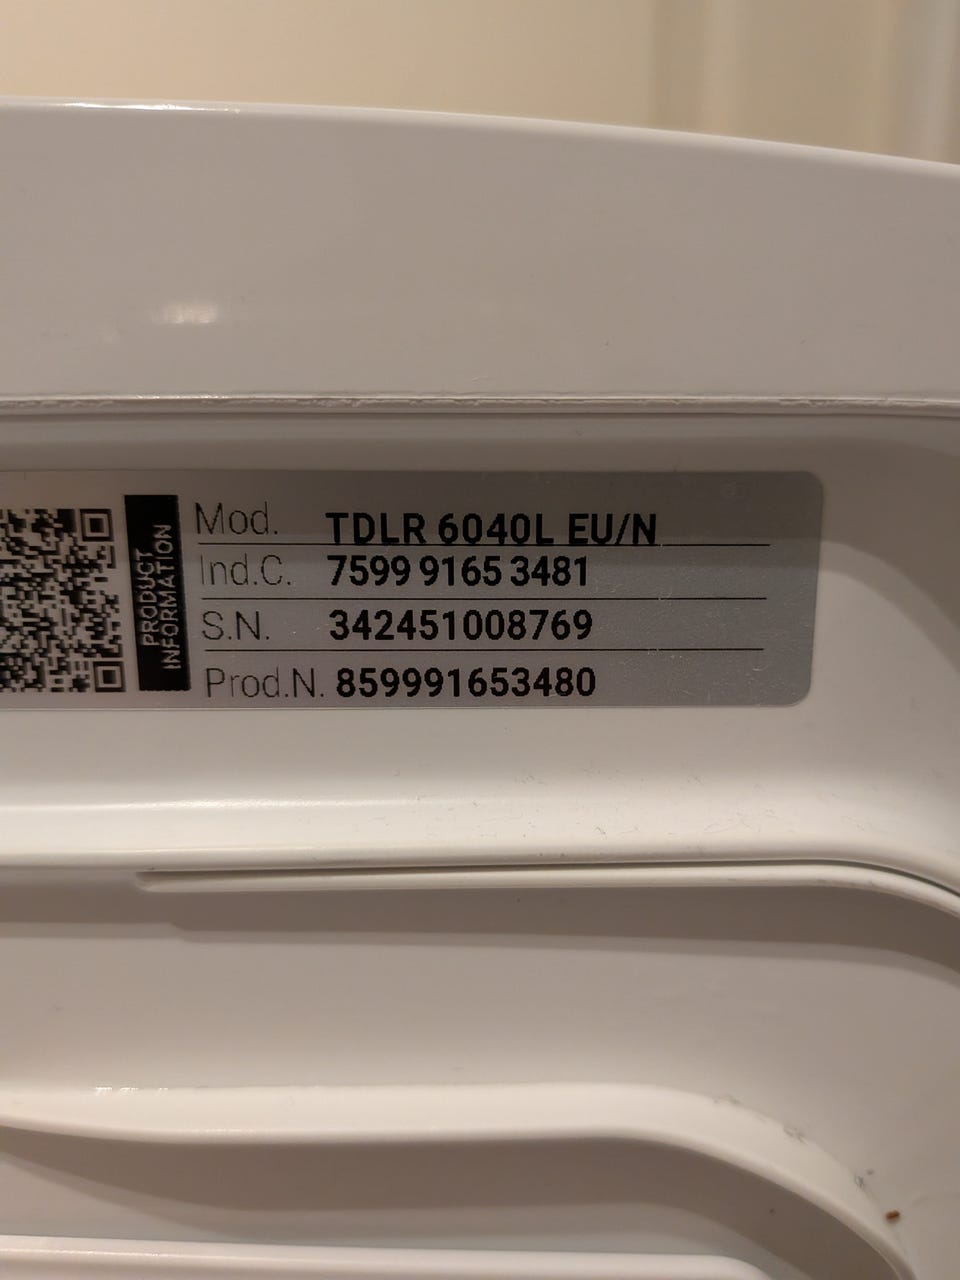 PRODUCT
INFORMATION
Mod. TDLR 6040L EU/N
Ind.C. 7599 9165 3481
S.N. 342451008769
Prod.N. 859991653480